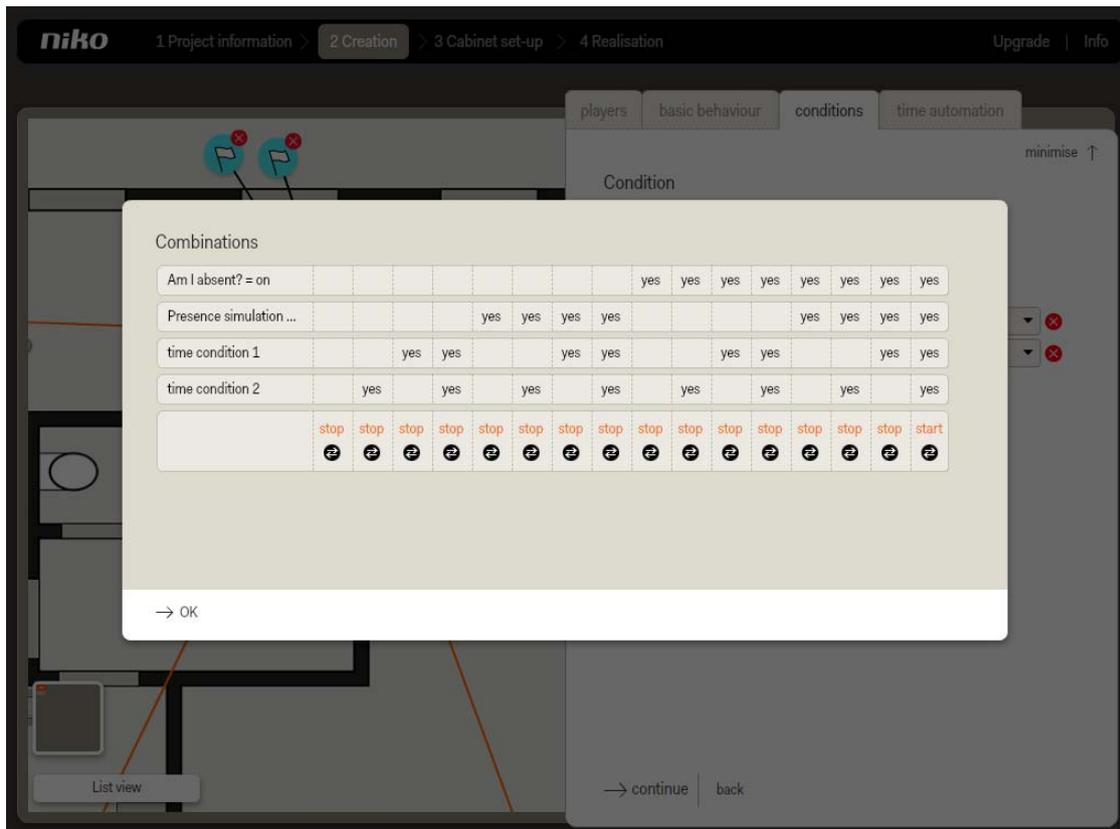 niko 1 Project information 2 Creation 3 Cabinet set-up 4 Realisation Upgrade | Info
players basic behaviour conditions time automation
minimise
Condition
Combinations
Am I absent? = on yes yes yes yes yes yes yes yes
Presence simulation ... yes yes yes yes yes yes yes yes
time condition 1 yes yes yes yes yes yes yes yes
time condition 2 yes yes yes yes yes yes yes yes
stop stop stop stop stop stop stop stop stop stop stop stop stop stop stop start
OK
List view
continue back